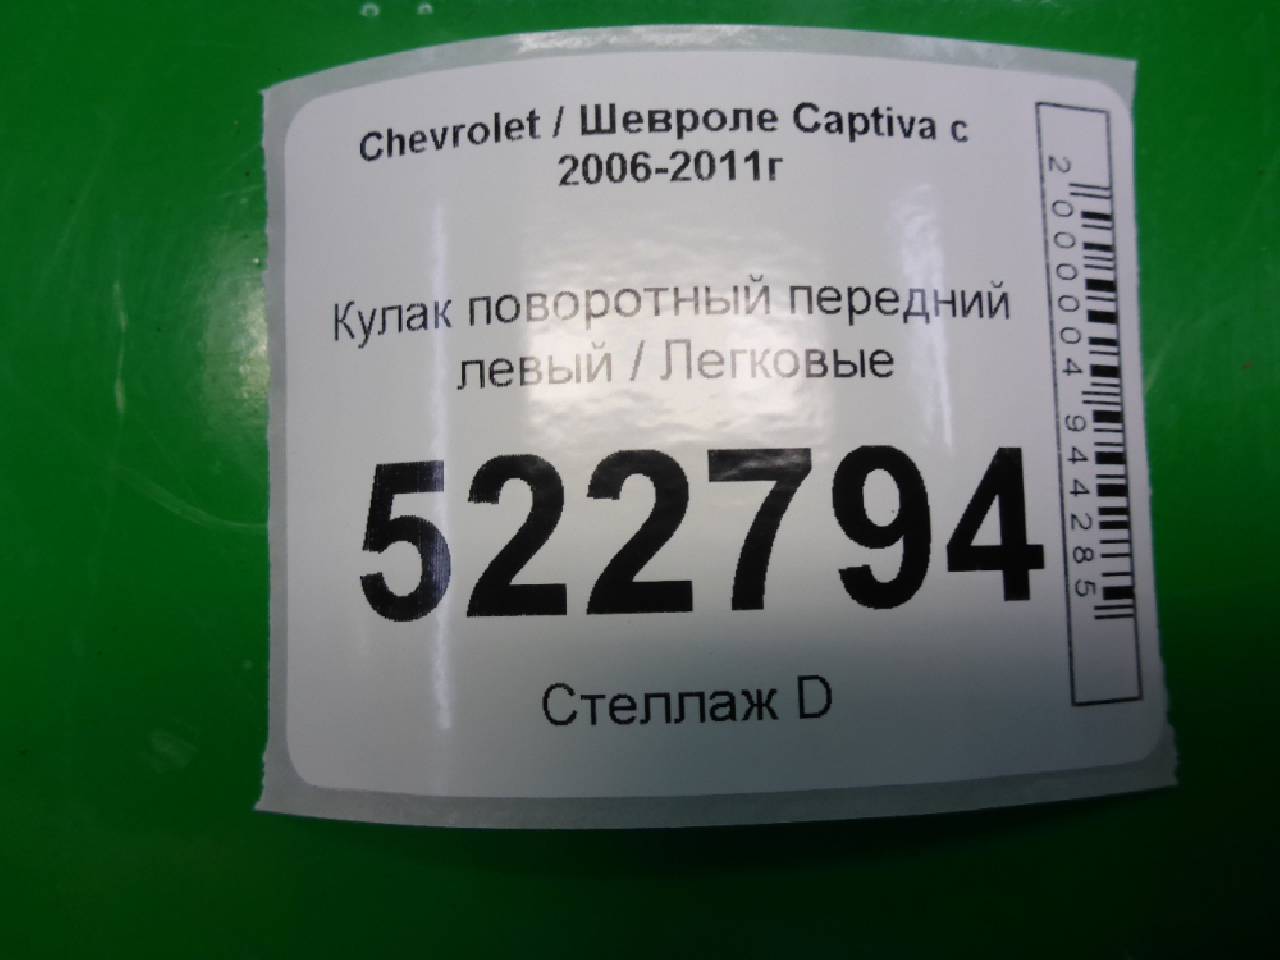 Chevrolet / Шевроле Captiva с
2006-2011г
Кулак поворотный передний
левый / Легковые
522794
Стеллаж D
2000004944285